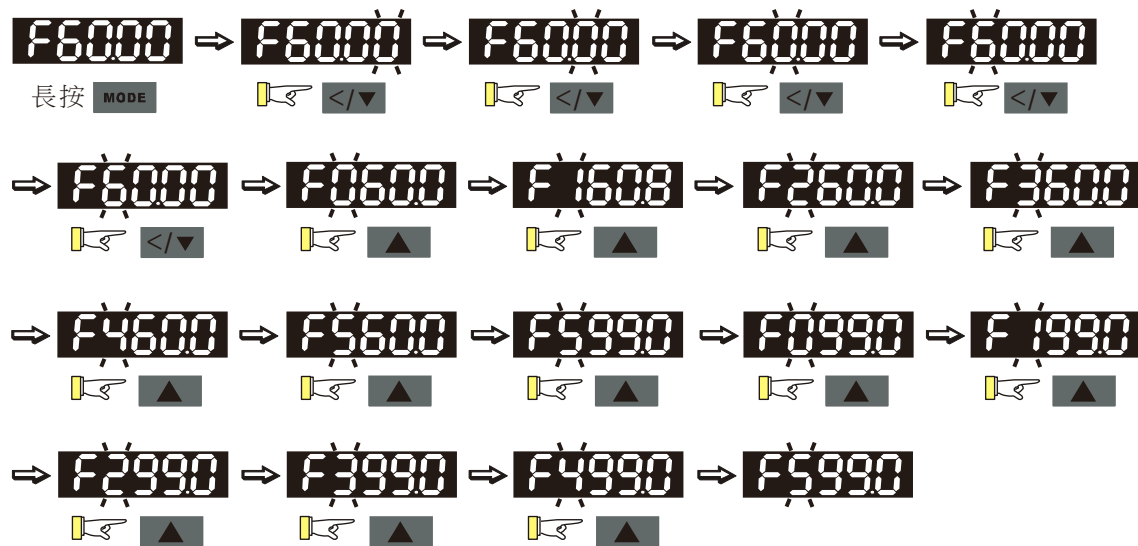 F60.00 ⇨ F60.00 ⇨ F60.00 ⇨ F60.00 ⇨ F60.00
長按 MODE </▼ </▼ </▼ </▼
⇨ F60.00 ⇨ F060.0 ⇨ F1608 ⇨ F260.0 ⇨ F360.0
</▼ ▲ ▲ ▲ ▲
⇨ F460.0 ⇨ F560.0 ⇨ F599.0 ⇨ F099.0 ⇨ F199.0
▲ ▲ ▲ ▲ ▲
⇨ F299.0 ⇨ F399.0 ⇨ F499.0 ⇨ F599.0
▲ ▲ ▲